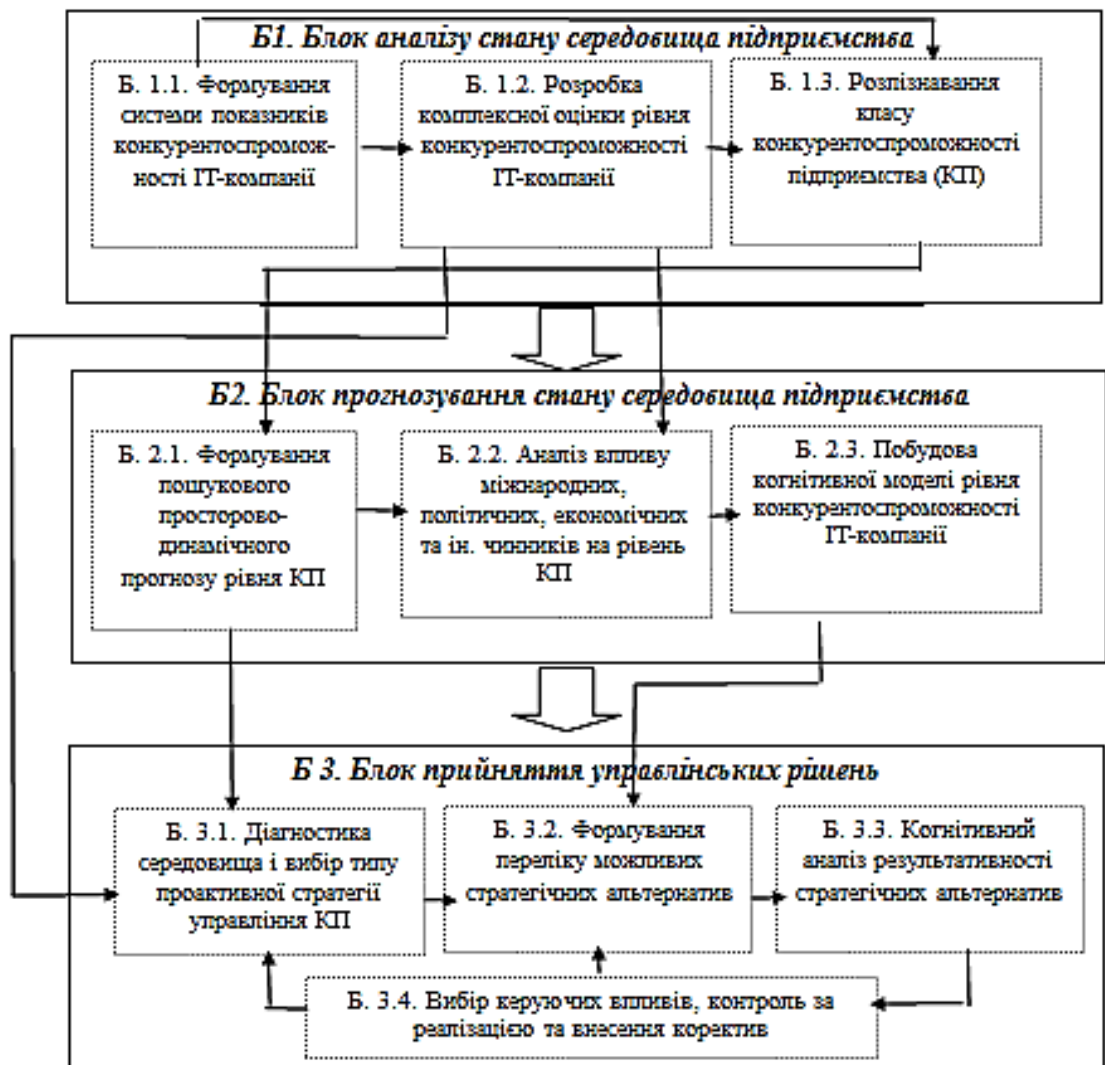 Б1. Блок аналізу стану середовища підприємства
Б. 1.1. Формування
системи показників
конкурентоспромож-
ності ІТ-компанії
Б. 1.2. Розробка
комплексної оцінки рівня
конкурентоспроможності
ІТ-компанії
Б. 1.3. Розпізнавання
класу
конкурентоспроможності
підприємства (КП)
Б2. Блок прогнозування стану середовища підприємства
Б. 2.1. Формування
пошукового
просторово-
динамічного
прогнозу рівня КП
Б. 2.2. Аналіз впливу
міжнародних,
політичних, економічних
та ін. чинників на рівень
КП
Б. 2.3. Побудова
когнітивної моделі рівня
конкурентоспроможності
ІТ-компанії
Б 3. Блок прийняття управлінських рішень
Б. 3.1. Діагностика
середовища і вибір типу
проактивної стратегії
управління КП
Б. 3.2. Формування
переліку можливих
стратегічних альтернатив
Б. 3.3. Когнітивний
аналіз результативності
стратегічних альтернатив
Б. 3.4. Вибір керуючих впливів, контроль за
реалізацією та внесення коректив